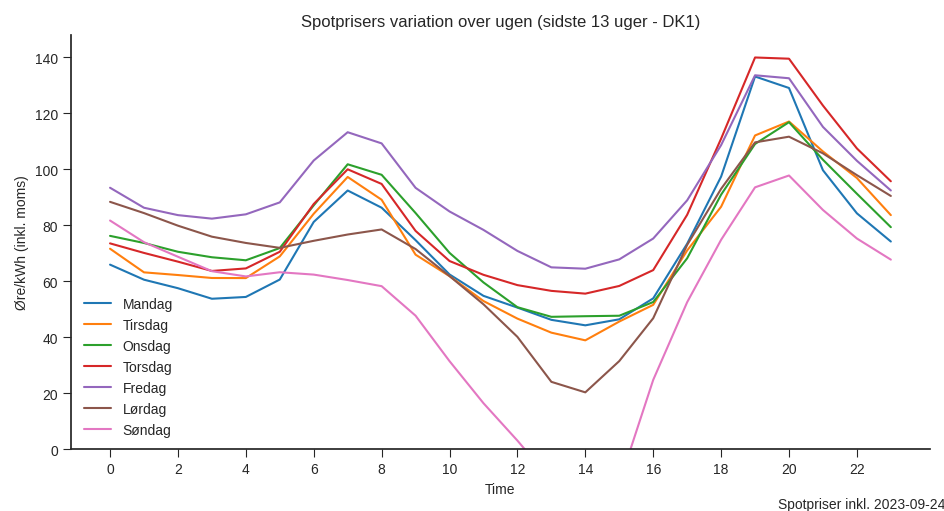 Spotprisers variation over ugen (sidste 13 uger - DK1)
Øre/kWh (inkl. moms)
140
120
100
80
60
40
20
0
Mandag
Tirsdag
Onsdag
Torsdag
Fredag
Lørdag
Søndag
0 2 4 6 8 10 12 14 16 18 20 22
Time
Spotpriser inkl. 2023-09-24